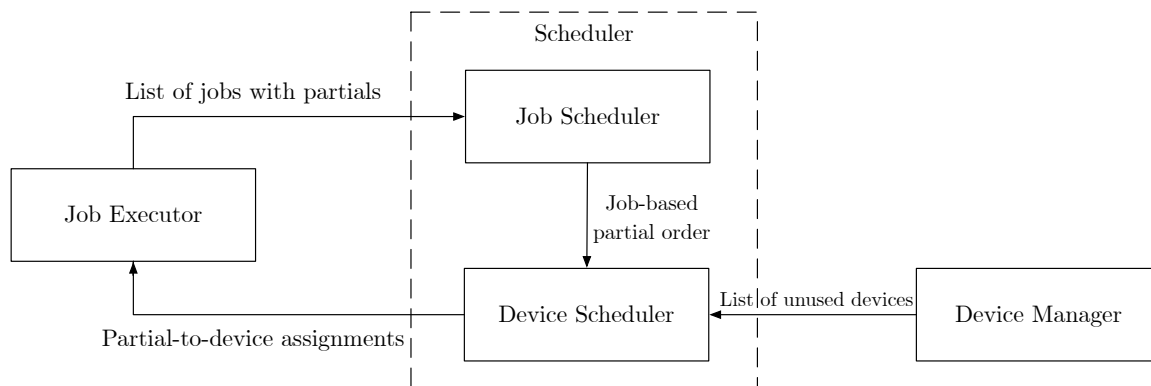 Scheduler
List of jobs with partials
Job Scheduler
Job Executor
Job-based
partial order
List of unused devices
Device Scheduler
Device Manager
Partial-to-device assignments